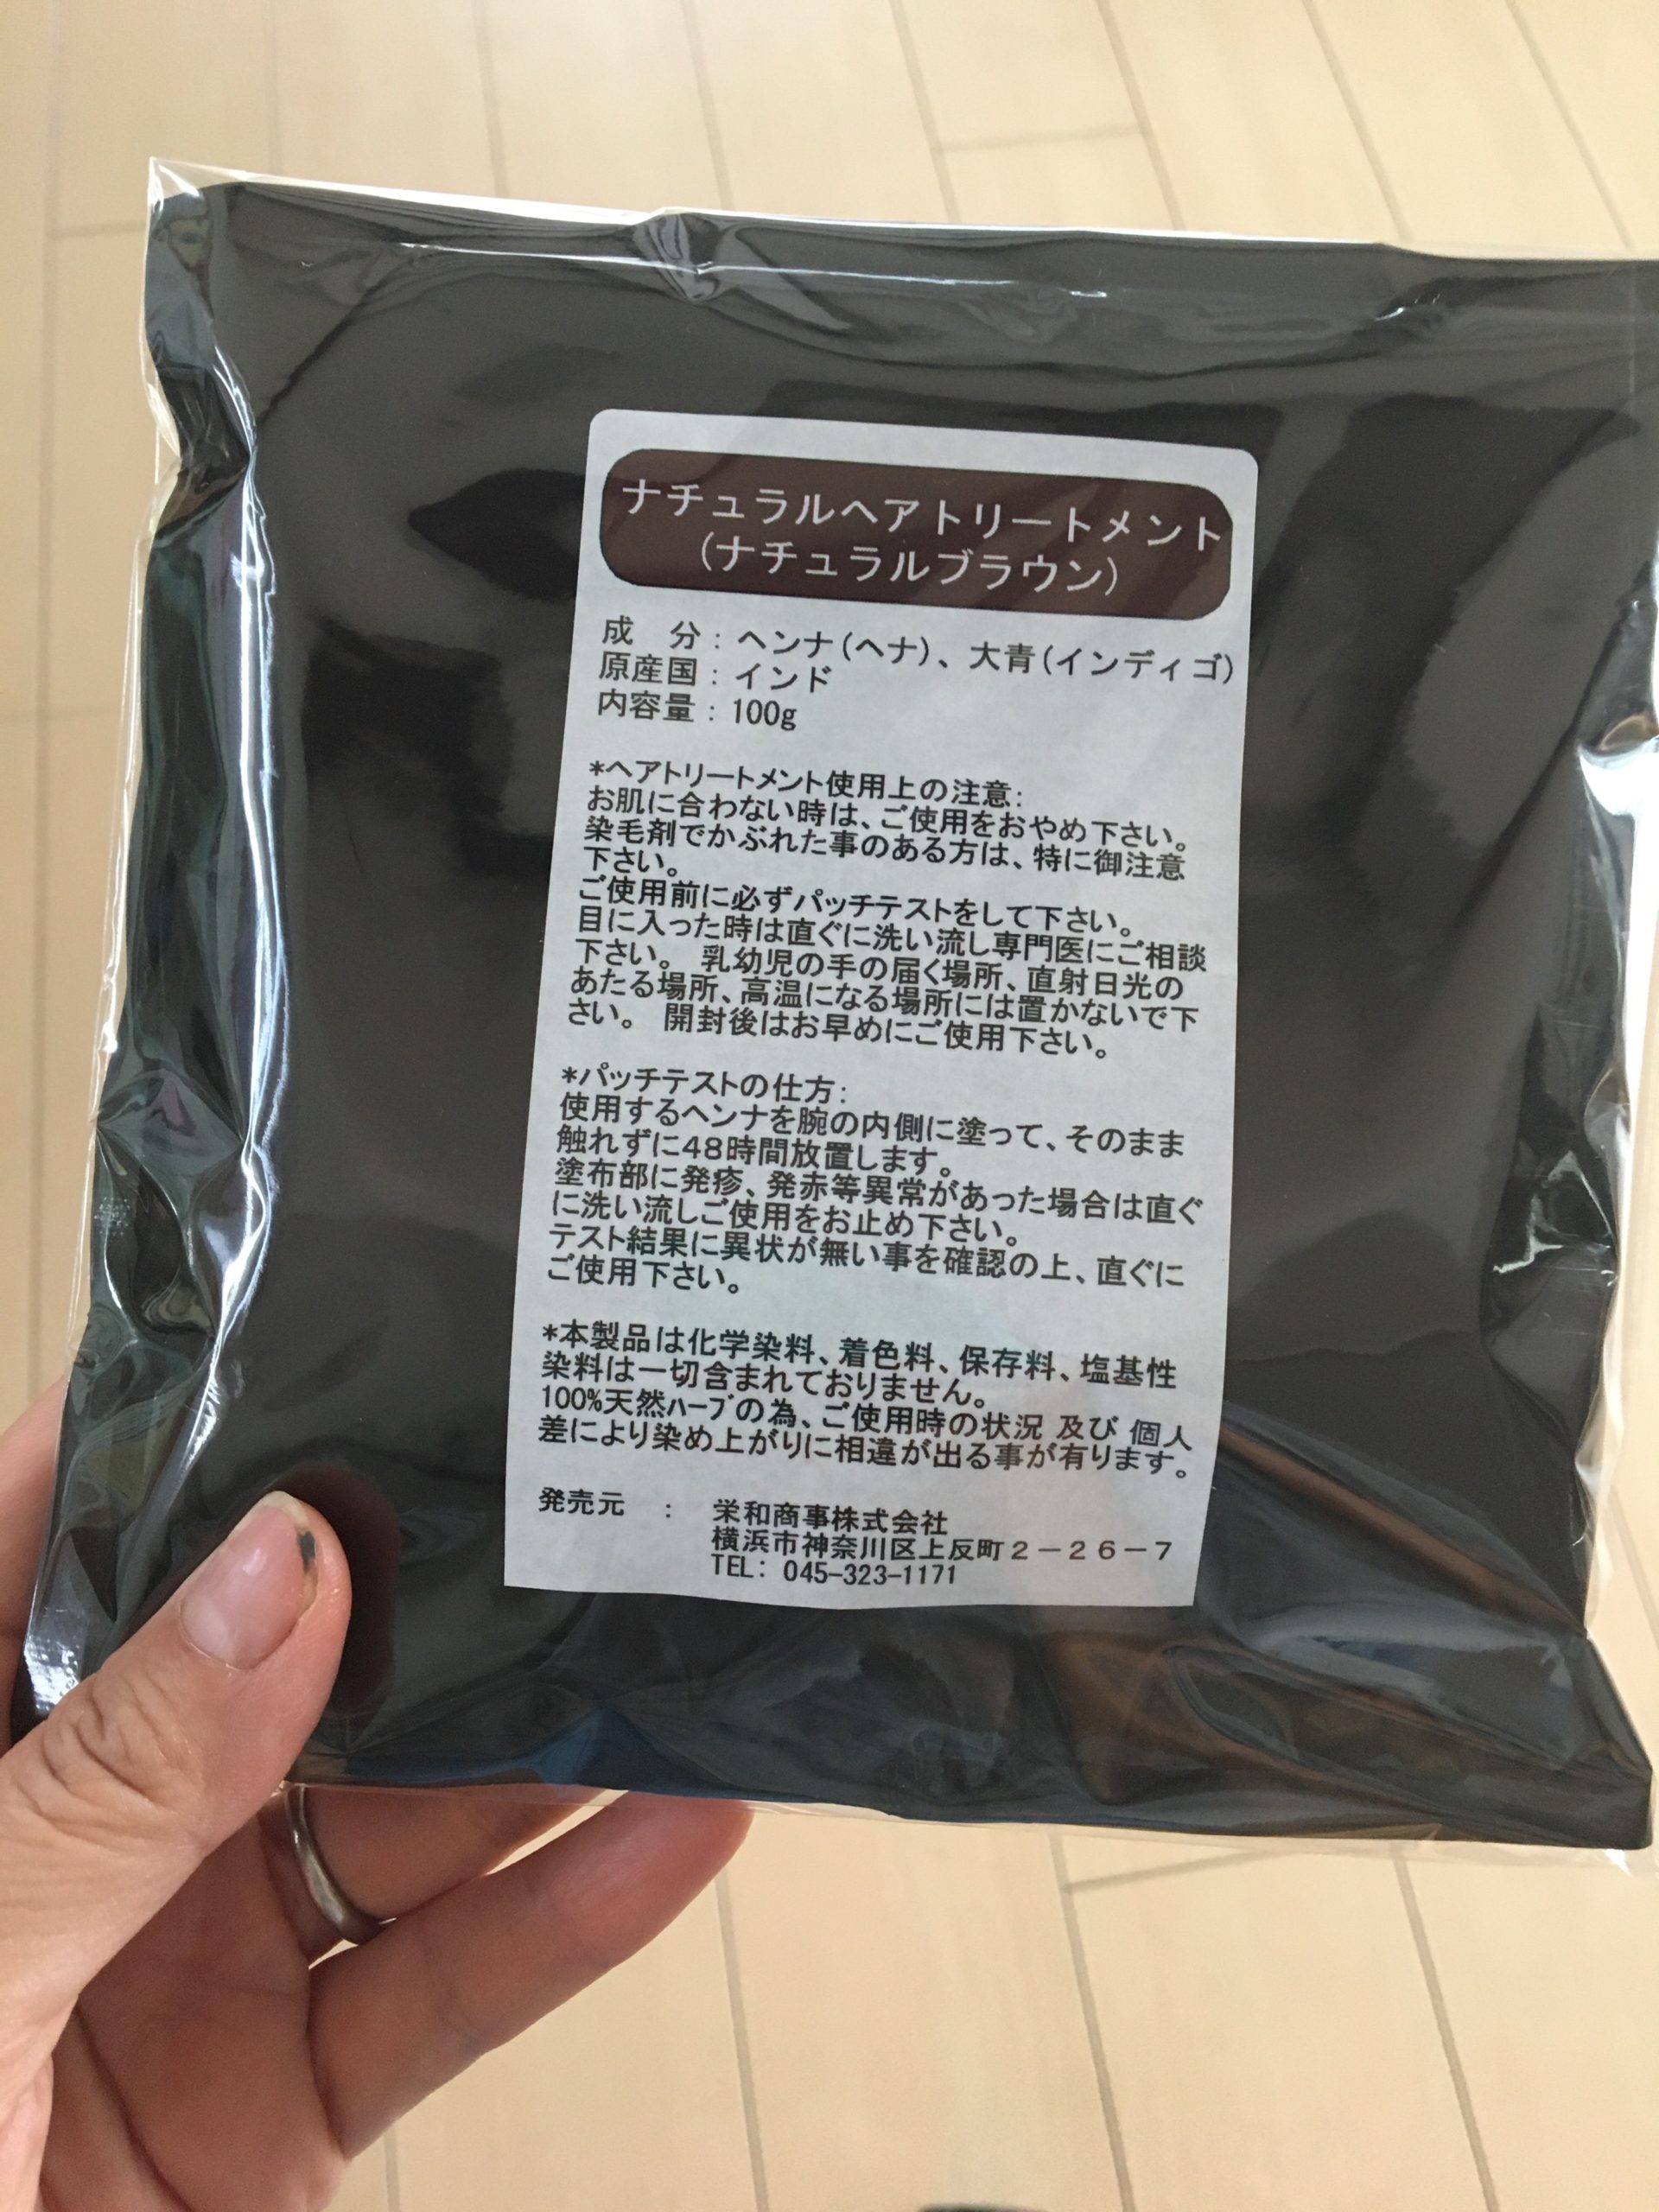 ナチュラルヘアトリートメント
(ナチュラルブラウン)
成　分：ヘンナ(ヘナ)、大青(インディゴ)
原産国：インド
内容量：100g
*ヘアトリートメント使用上の注意:
お肌に合わない時は、ご使用をおやめ下さい。
染毛剤でかぶれた事のある方は、特に御注意
下さい。
ご使用前に必ずパッチテストをして下さい。
目に入った時は直ぐに洗い流し専門医にご相談
下さい。　乳幼児の手の届く場所、直射日光の
あたる場所、高温になる場所には置かないで下
さい。　開封後はお早めにご使用下さい。
*パッチテストの仕方:
使用するヘンナを腕の内側に塗って、そのまま
触れずに48時間放置します。
塗布部に発疹、発赤等異常があった場合は直ぐ
に洗い流しご使用をお止め下さい。
テスト結果に異状が無い事を確認の上、直ぐに
ご使用下さい。
*本製品は化学染料、着色料、保存料、塩基性
染料は一切含まれておりません。
100%天然ﾊｰﾌﾞの為、ご使用時の状況 及び 個人
差により染め上がりに相違が出る事が有ります。
発売元　：　栄和商事株式会社
横浜市神奈川区上反町２－２６－７
TEL: 045-323-1171